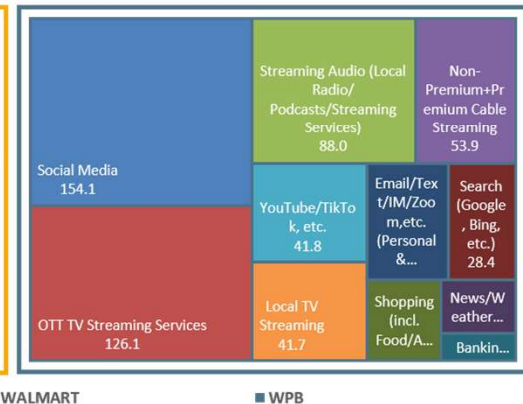 Social Media
154.1
OTT TV Streaming Services
126.1
Streaming Audio (Local
Radio/
Podcasts/Streaming
Services)
88.0
Non-
Premium+Pr
emium Cable
Streaming
53.9
YouTube/TikTo
k, etc.
41.8
Local TV
Streaming
41.7
Email/Tex
t/IM/Zoo
m,etc.
(Personal
&...
Search
(Google
, Bing,
etc.)
28.4
Shopping
(incl.
Food/A...
News/W
eather...
Bankin...
WALMART
WPB